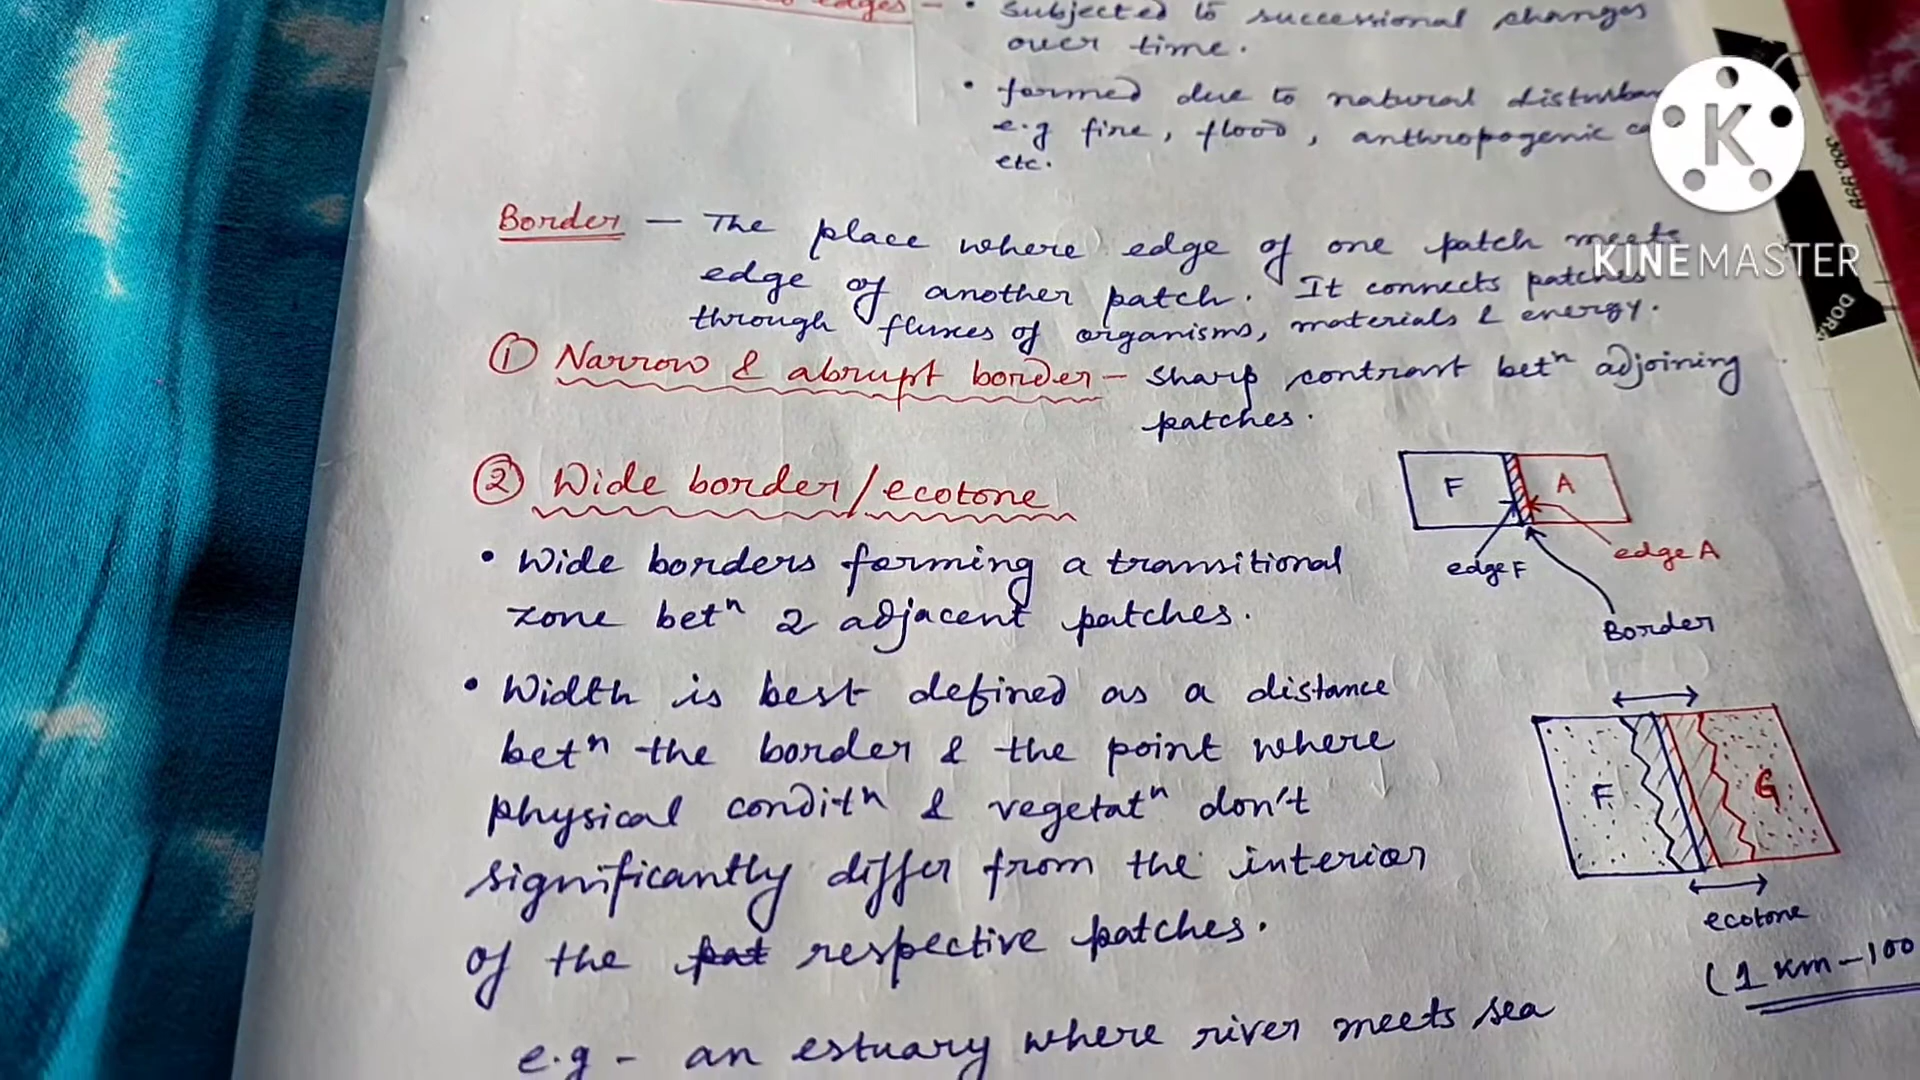 edges -
• Subjected to successional changes
over time.
• formed due to natural
e.g fire, flood, anthropogenic
etc.
Border — The place where edge of one patch meets
edge of another patch. It connects patches
through fluxes of organisms, materials & energy.
① Narrow & abrupt border - sharp contrast betⁿ adjoining
patches.
② Wide border/ecotone
• Wide borders forming a transitional
zone betⁿ 2 adjacent patches.
• Width is best defined as a distance
betⁿ the border & the point where
physical conditⁿ & vegetatⁿ don't
significantly differ from the interior
of the pat respective patches.
e.g - an estuary where river meets sea
F A
edge F
edge A
Border
F G
ecotone
(1 km - 100
K
KINEMASTER